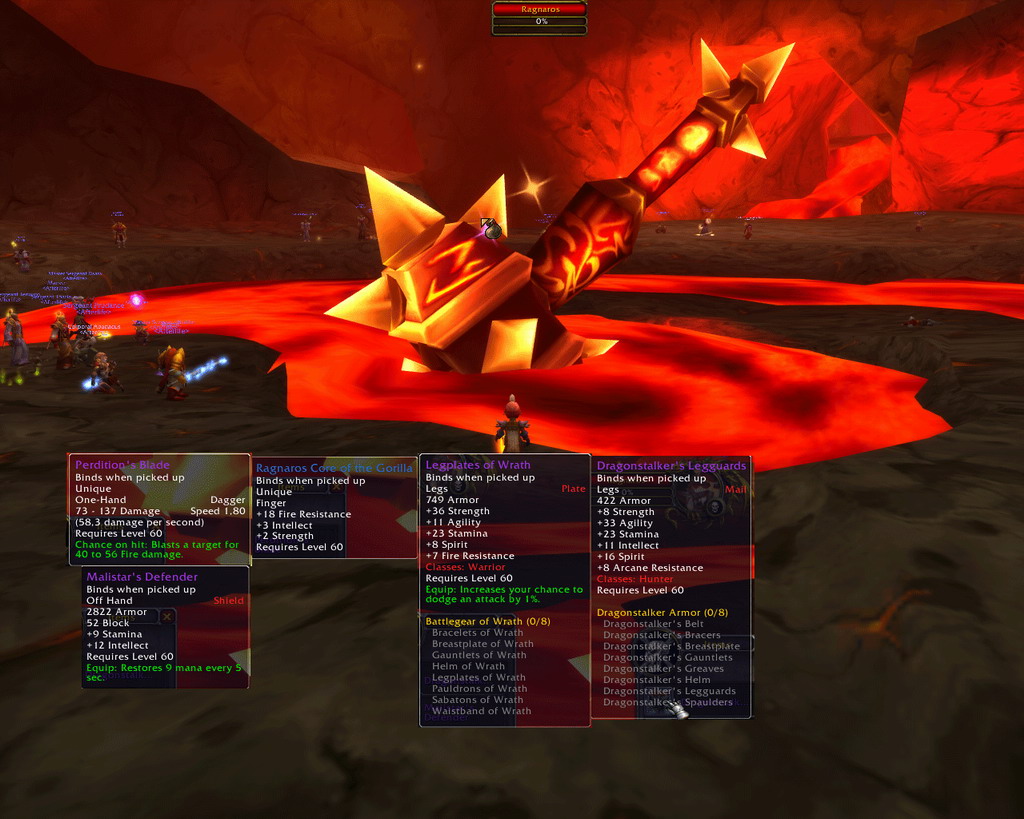 Ragnaros
0%
Perdition's Blade
Binds when picked up
Unique
One-Hand Dagger
73 - 137 Damage Speed 1.80
(58.3 damage per second)
Requires Level 60
Chance on hit: Blasts a target for
40 to 56 Fire damage.
Ragnaros Core of the Gorilla
Binds when picked up
Unique
Finger
+18 Fire Resistance
+3 Intellect
+2 Strength
Requires Level 60
Legplates of Wrath
Binds when picked up
Legs Plate
749 Armor
+36 Strength
+11 Agility
+23 Stamina
+8 Spirit
+7 Fire Resistance
Classes: Warrior
Requires Level 60
Equip: Increases your chance to
dodge an attack by 1%.
Battlegear of Wrath (0/8)
Bracelets of Wrath
Breastplate of Wrath
Gauntlets of Wrath
Helm of Wrath
Legplates of Wrath
Pauldrons of Wrath
Sabatons of Wrath
Waistband of Wrath
Dragonstalker's Legguards
Binds when picked up
Legs Mail
422 Armor
+8 Strength
+33 Agility
+23 Stamina
+11 Intellect
+16 Spirit
+8 Arcane Resistance
Classes: Hunter
Requires Level 60
Dragonstalker Armor (0/8)
Dragonstalker's Belt
Dragonstalker's Bracers
Dragonstalker's Breastplate
Dragonstalker's Gauntlets
Dragonstalker's Greaves
Dragonstalker's Helm
Dragonstalker's Legguards
Dragonstalker's Spaulders
Malistar's Defender
Binds when picked up
Off Hand Shield
2822 Armor
52 Block
+9 Stamina
+12 Intellect
Requires Level 60
Equip: Restores 9 mana every 5
sec.